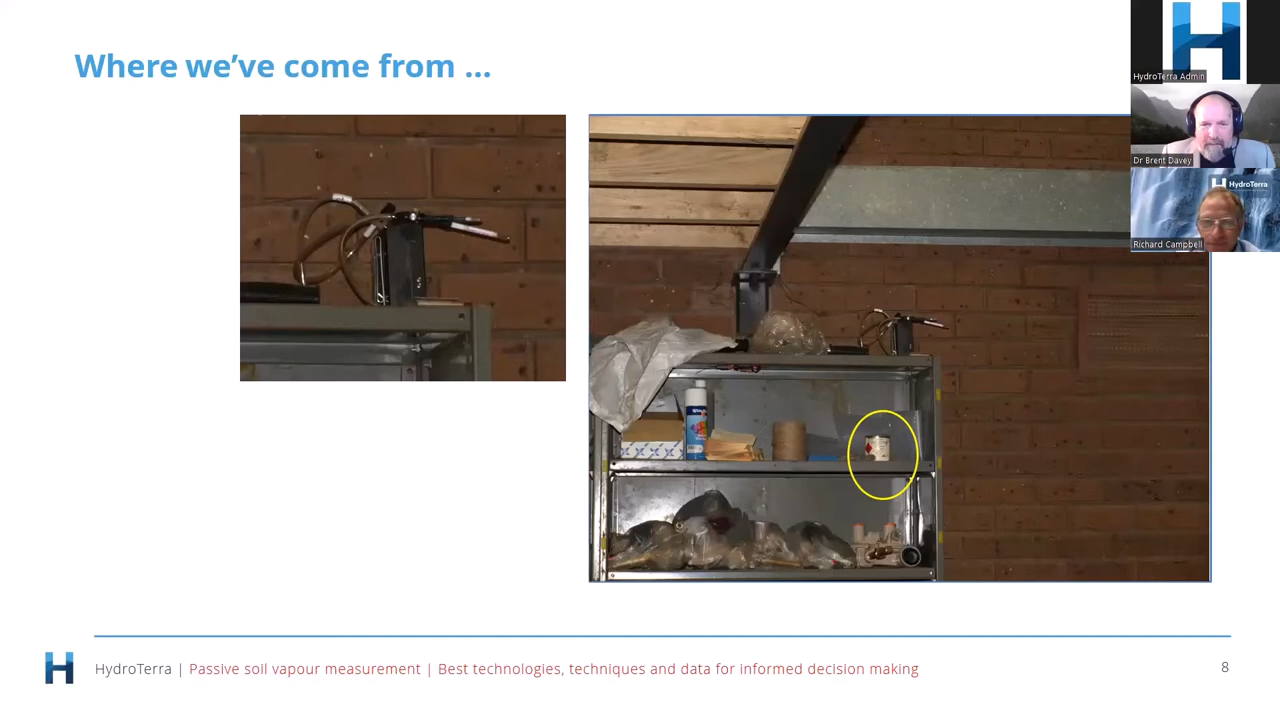 Where we've come from ...
HydroTerra Admin
Dr Brent Davey
HydroTerra
Richard Campbell
HydroTerra | Passive soil vapour measurement | Best technologies, techniques and data for informed decision making
8